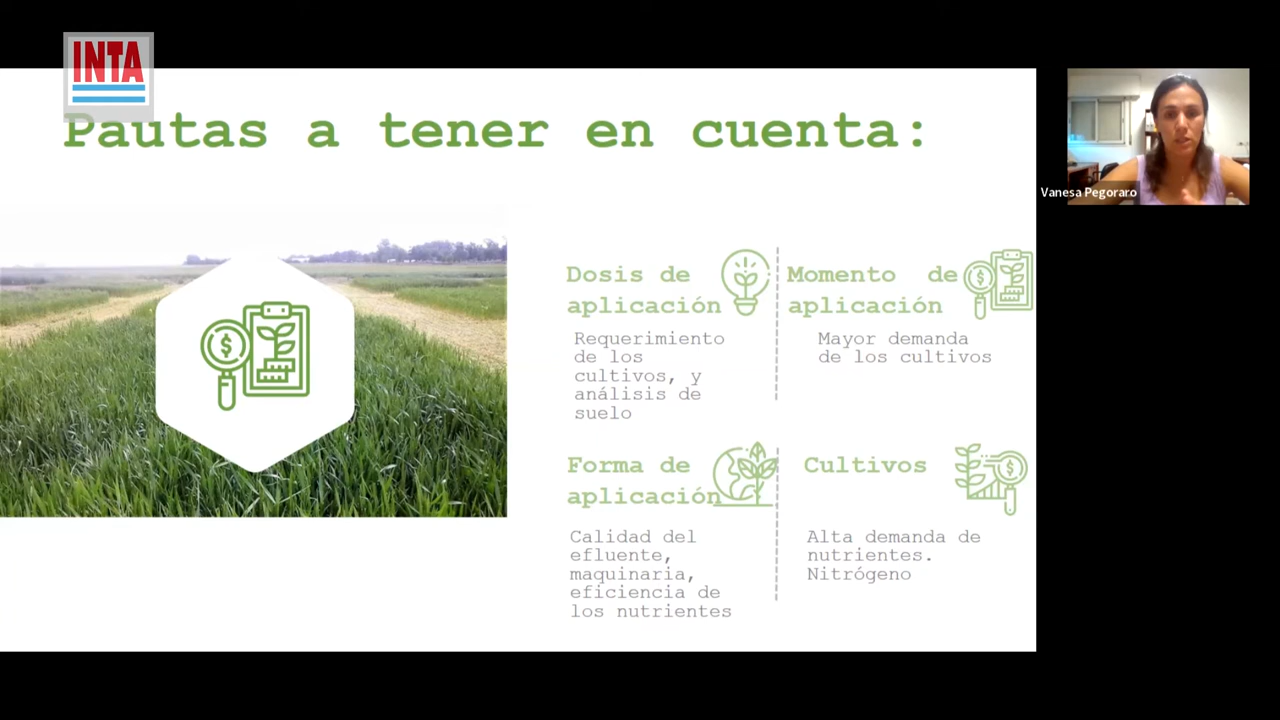 INTA
Pautas a tener en cuenta:
Vanesa Pegoraro
Dosis de
aplicación
Requerimiento
de los
cultivos, y
análisis de
suelo
Momento de
aplicación
Mayor demanda
de los cultivos
Forma de
aplicación
Calidad del
efluente,
maquinaria,
eficiencia de
los nutrientes
Cultivos
Alta demanda de
nutrientes.
Nitrógeno